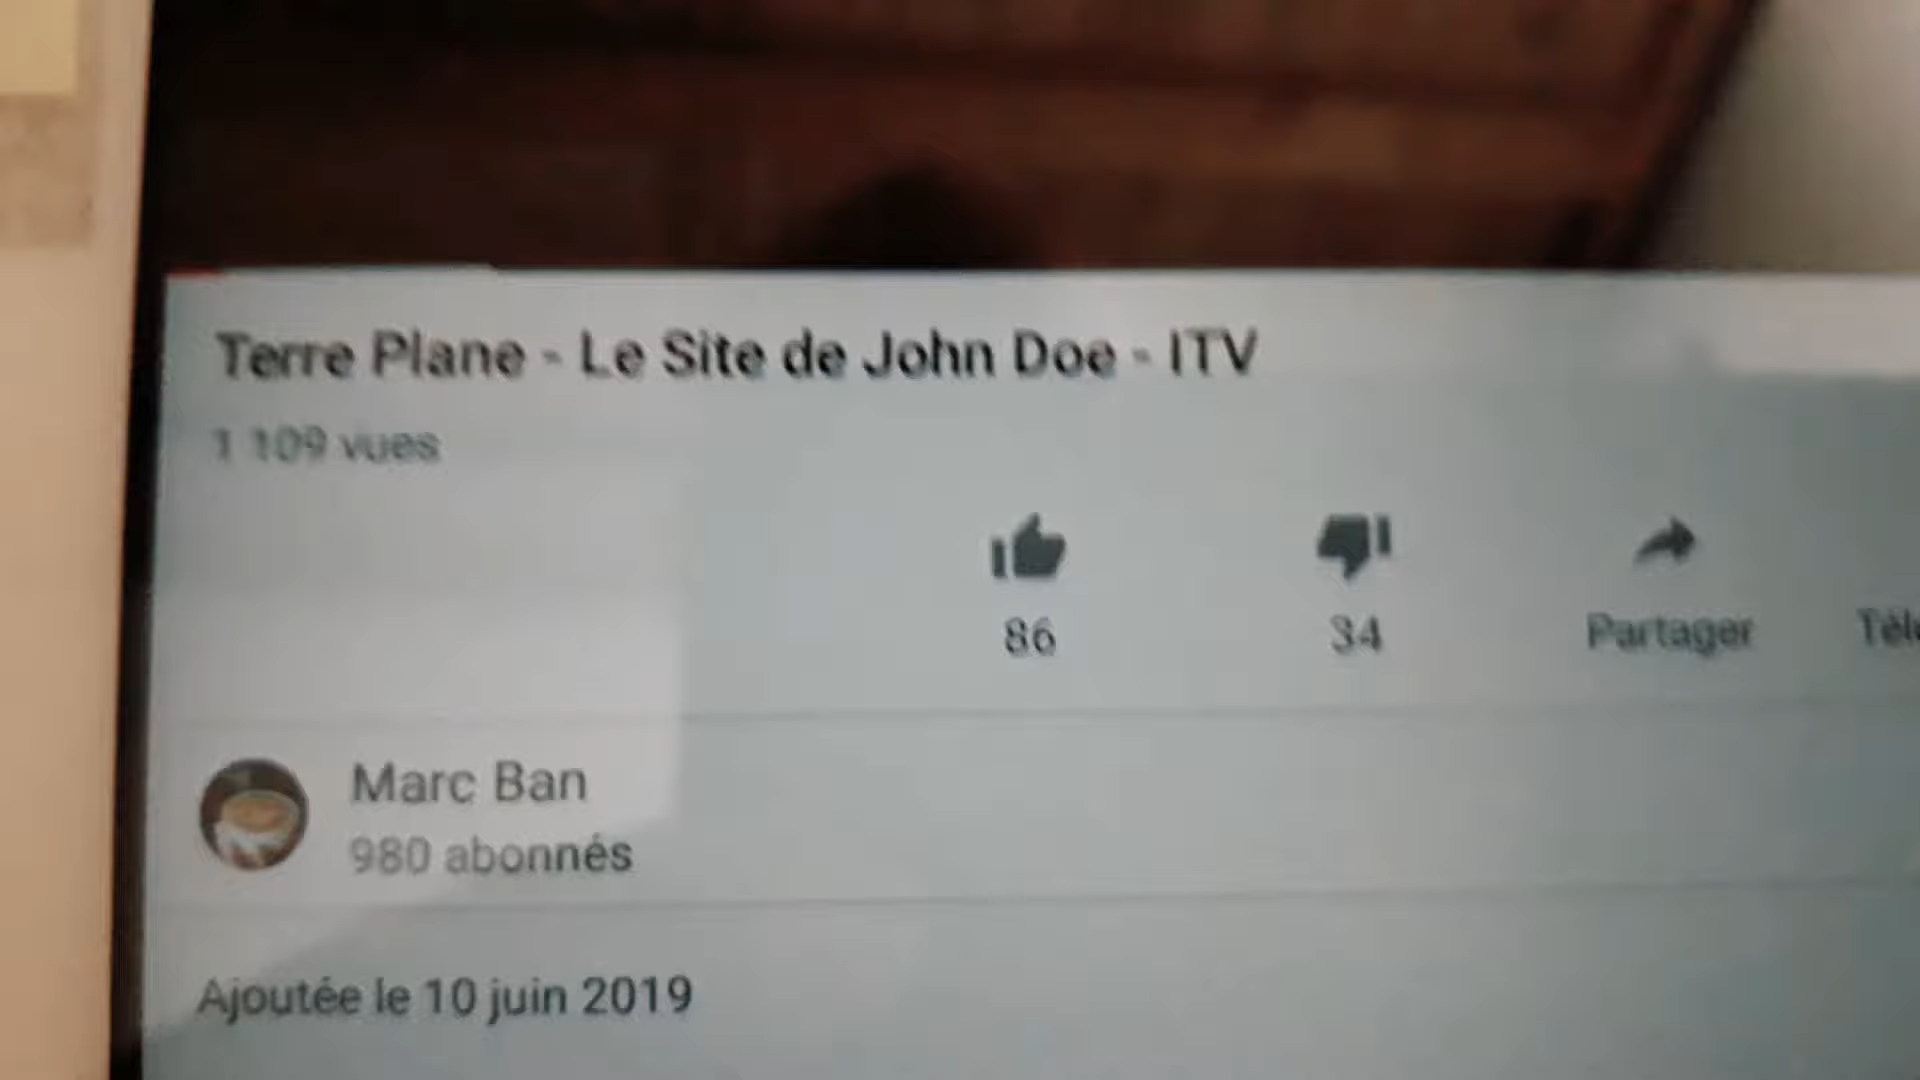 Terre Plane - Le Site de John Doe - ITV
1 109 vues
86
34
Partager
Marc Ban
980 abonnés
Ajoutée le 10 juin 2019